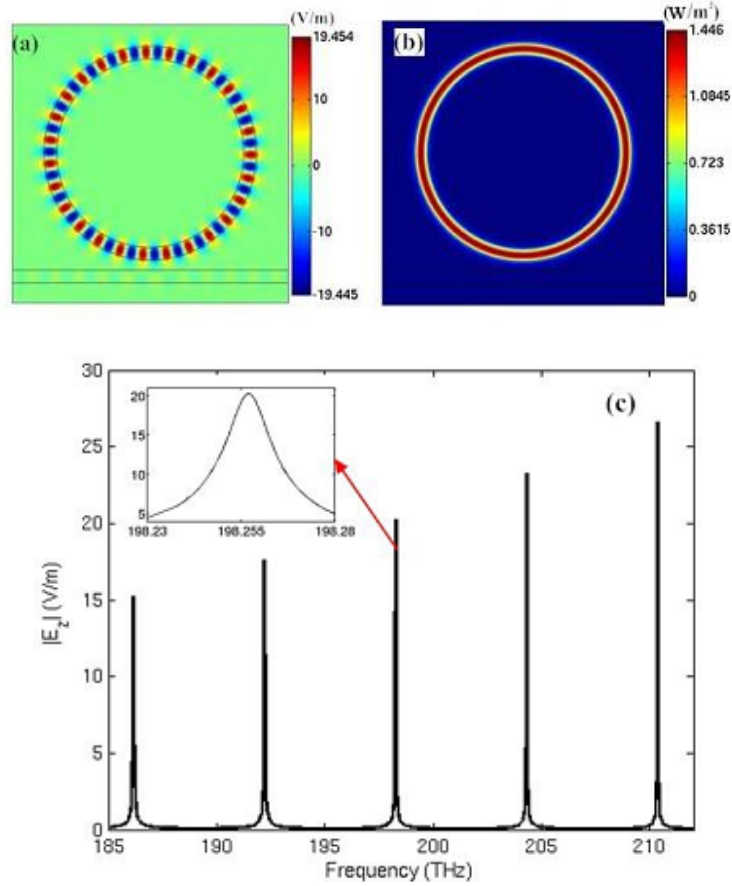 (V/m)
(a)
19.454
10
0
-10
-19.445
(W/m²)
(b)
1.446
1.0845
0.723
0.3615
0
30
25
20
15
10
5
0
|E_z| (V/m)
(c)
20
15
10
5
198.23 198.255 198.28
185 190 195 200 205 210
Frequency (THz)